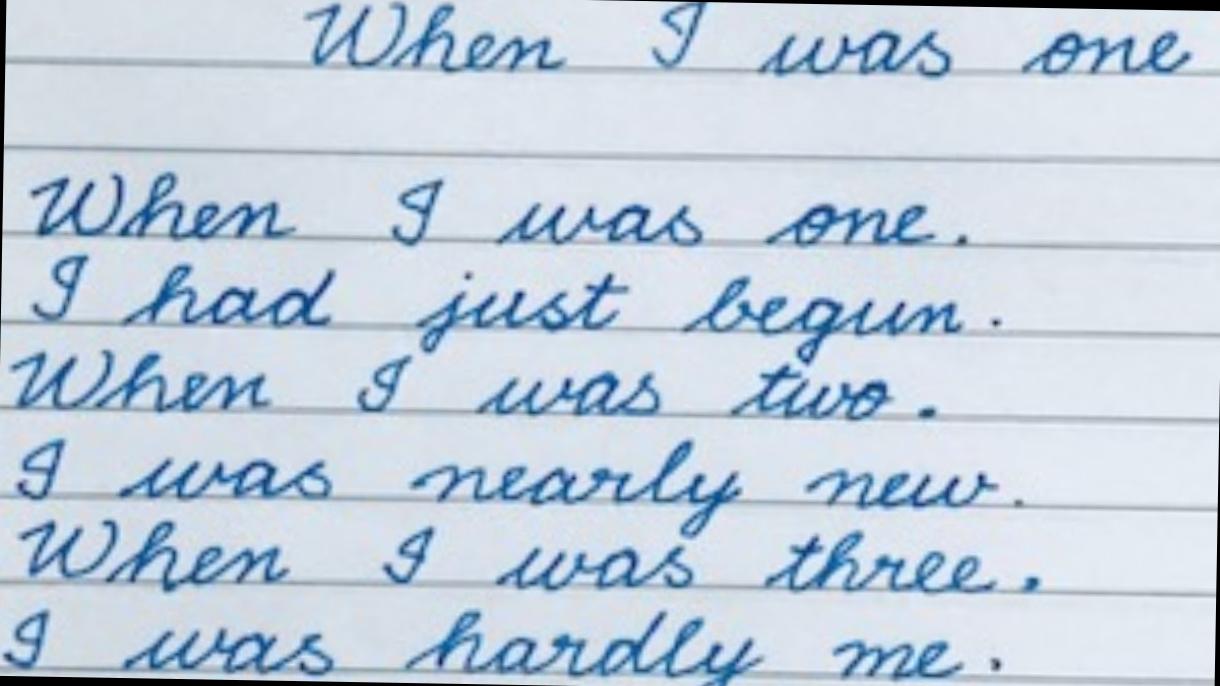 When I was one
When I was one.
I had just begun.
When I was two.
I was nearly new.
When I was three.
I was hardly me.